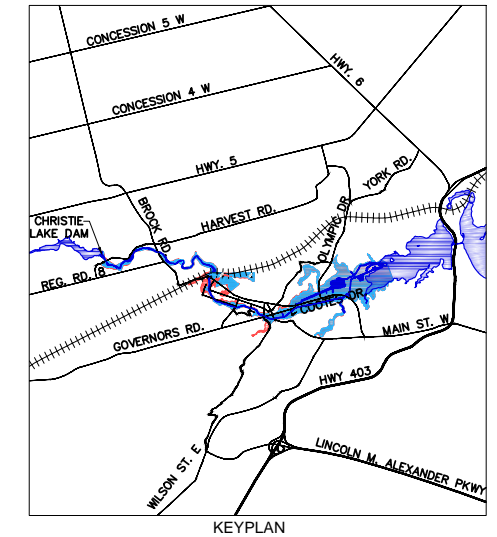 CONCESSION 5 W
HWY. 6
CONCESSION 4 W
HWY. 5
YORK RD.
BROCK RD
HARVEST RD.
OLYMPIC DR
CHRISTIE
LAKE DAM
REG. RD. 8
COOTES DR.
GOVERNORS RD.
MAIN ST. W
HWY 403
WILSON ST. E
LINCOLN M. ALEXANDER PKWY
KEYPLAN